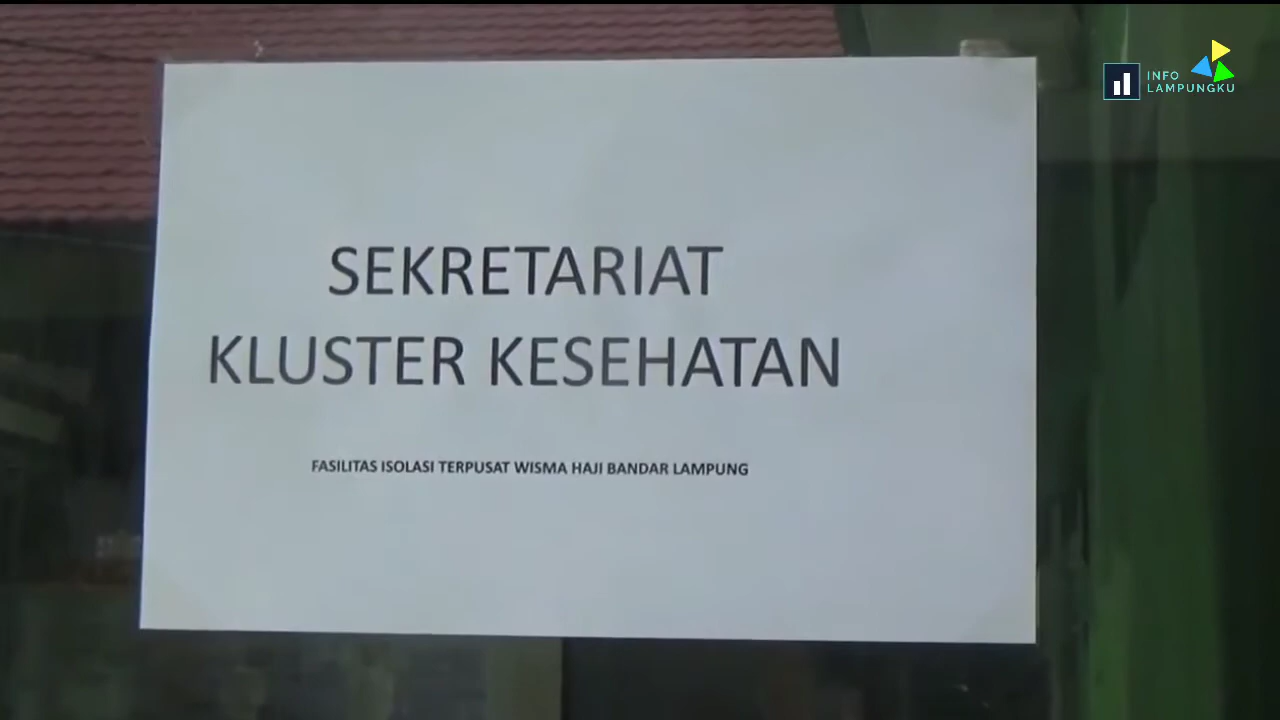 INFO
LAMPUNGKU
SEKRETARIAT
KLUSTER KESEHATAN
FASILITAS ISOLASI TERPUSAT WISMA HAJI BANDAR LAMPUNG